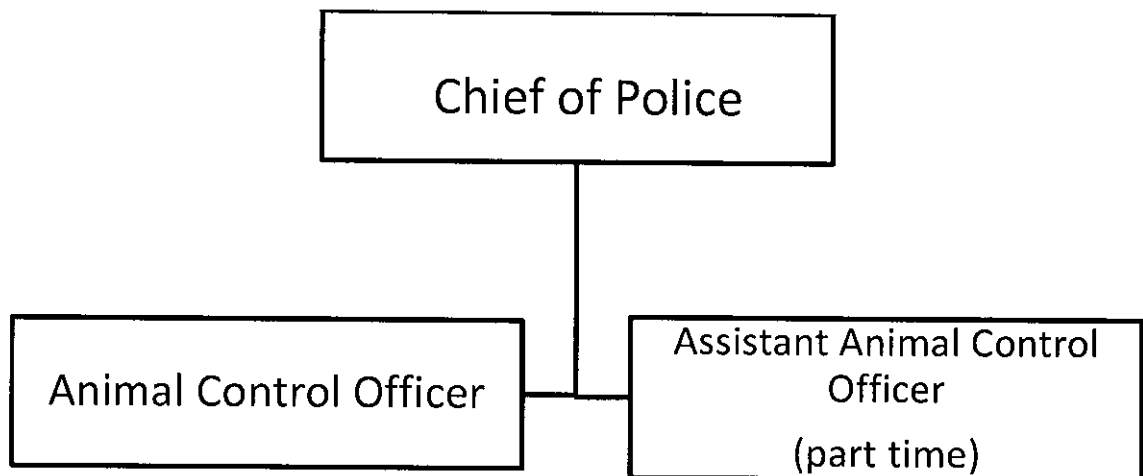 Chief of Police
Animal Control Officer
Assistant Animal Control
Officer
(part time)